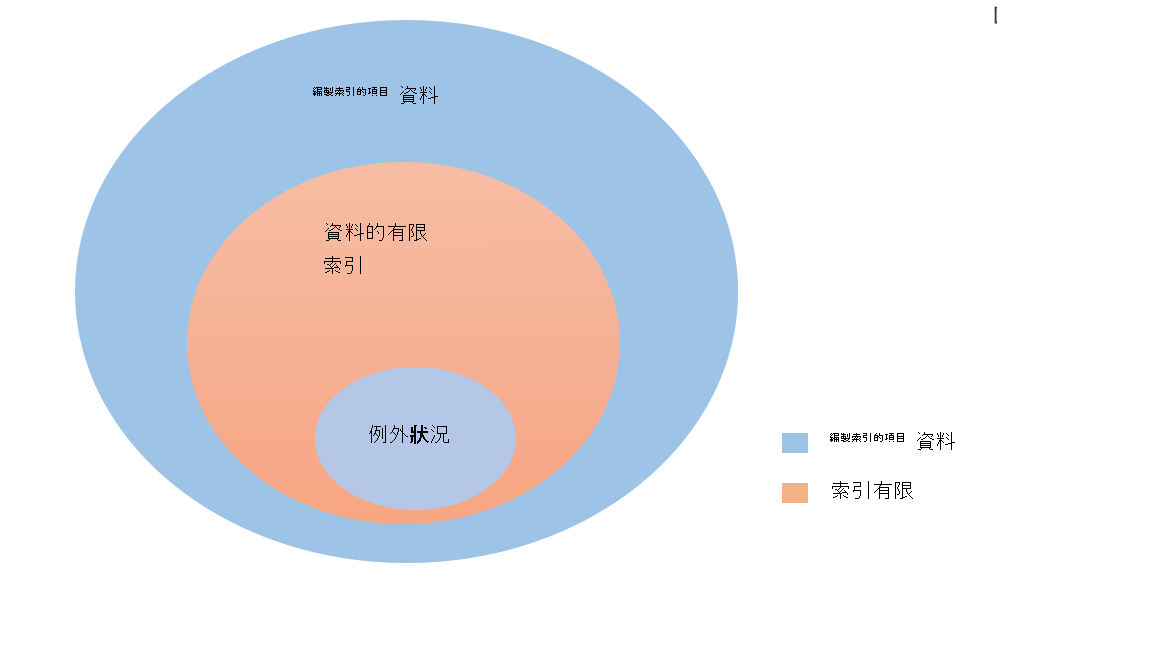 編製索引的項目 資料
資料的有限
索引
例外狀況
編製索引的項目 資料
索引有限